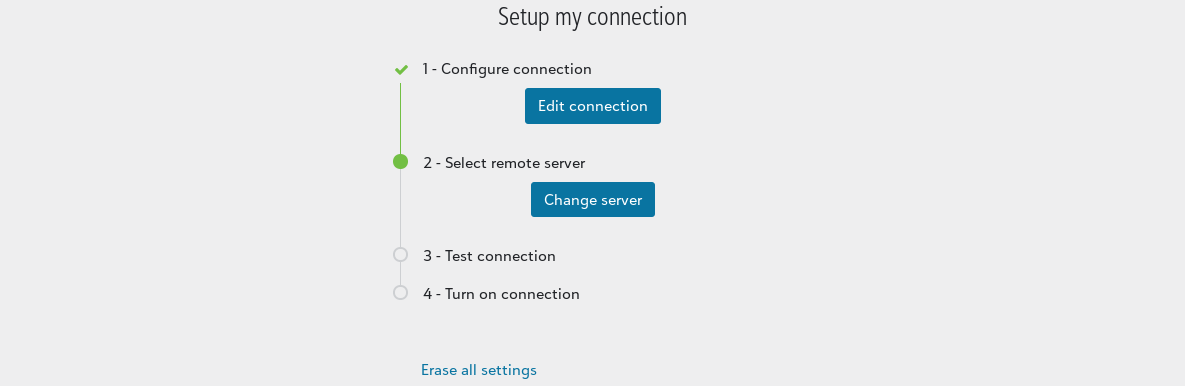 Setup my connection
1 - Configure connection
Edit connection
2 - Select remote server
Change server
3 - Test connection
4 - Turn on connection
Erase all settings